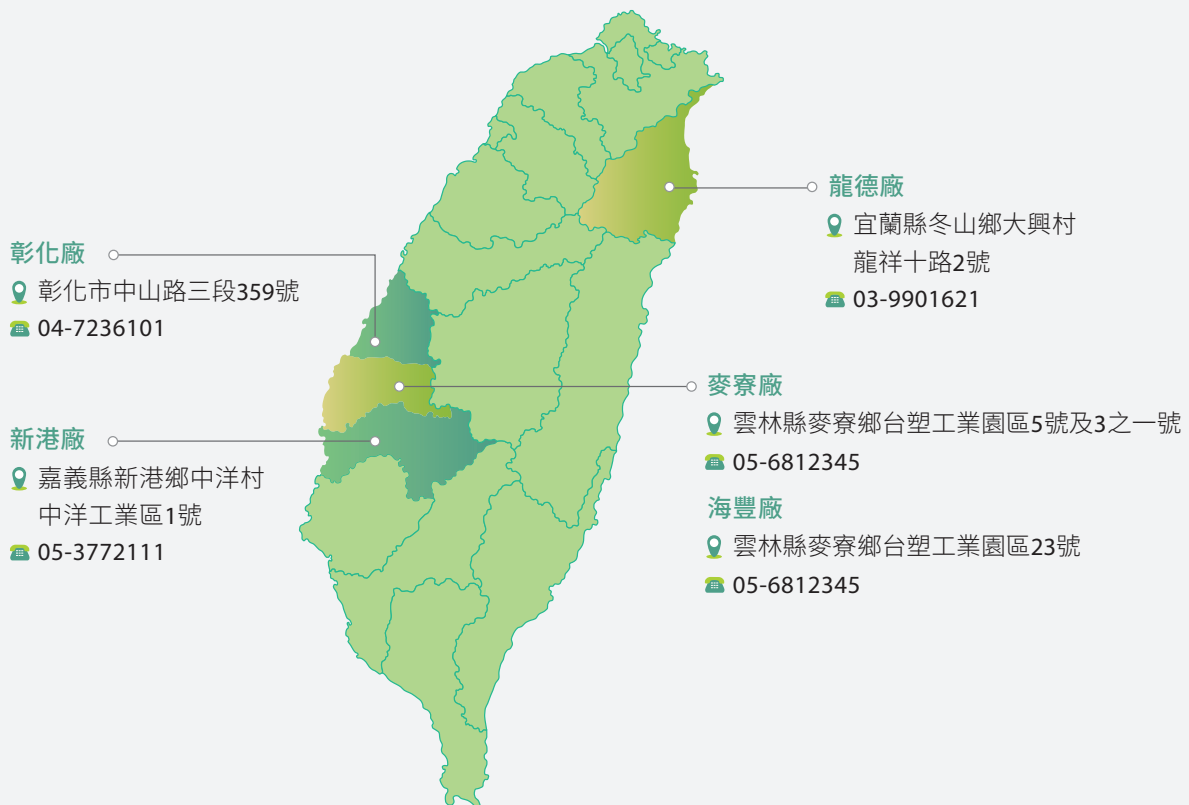 彰化廠
彰化市中山路三段359號
04-7236101
新港廠
嘉義縣新港鄉中洋村
中洋工業區1號
05-3772111
龍德廠
宜蘭縣冬山鄉大興村
龍祥十路2號
03-9901621
麥寮廠
雲林縣麥寮鄉台塑工業園區5號及3之一號
05-6812345
海豐廠
雲林縣麥寮鄉台塑工業園區23號
05-6812345